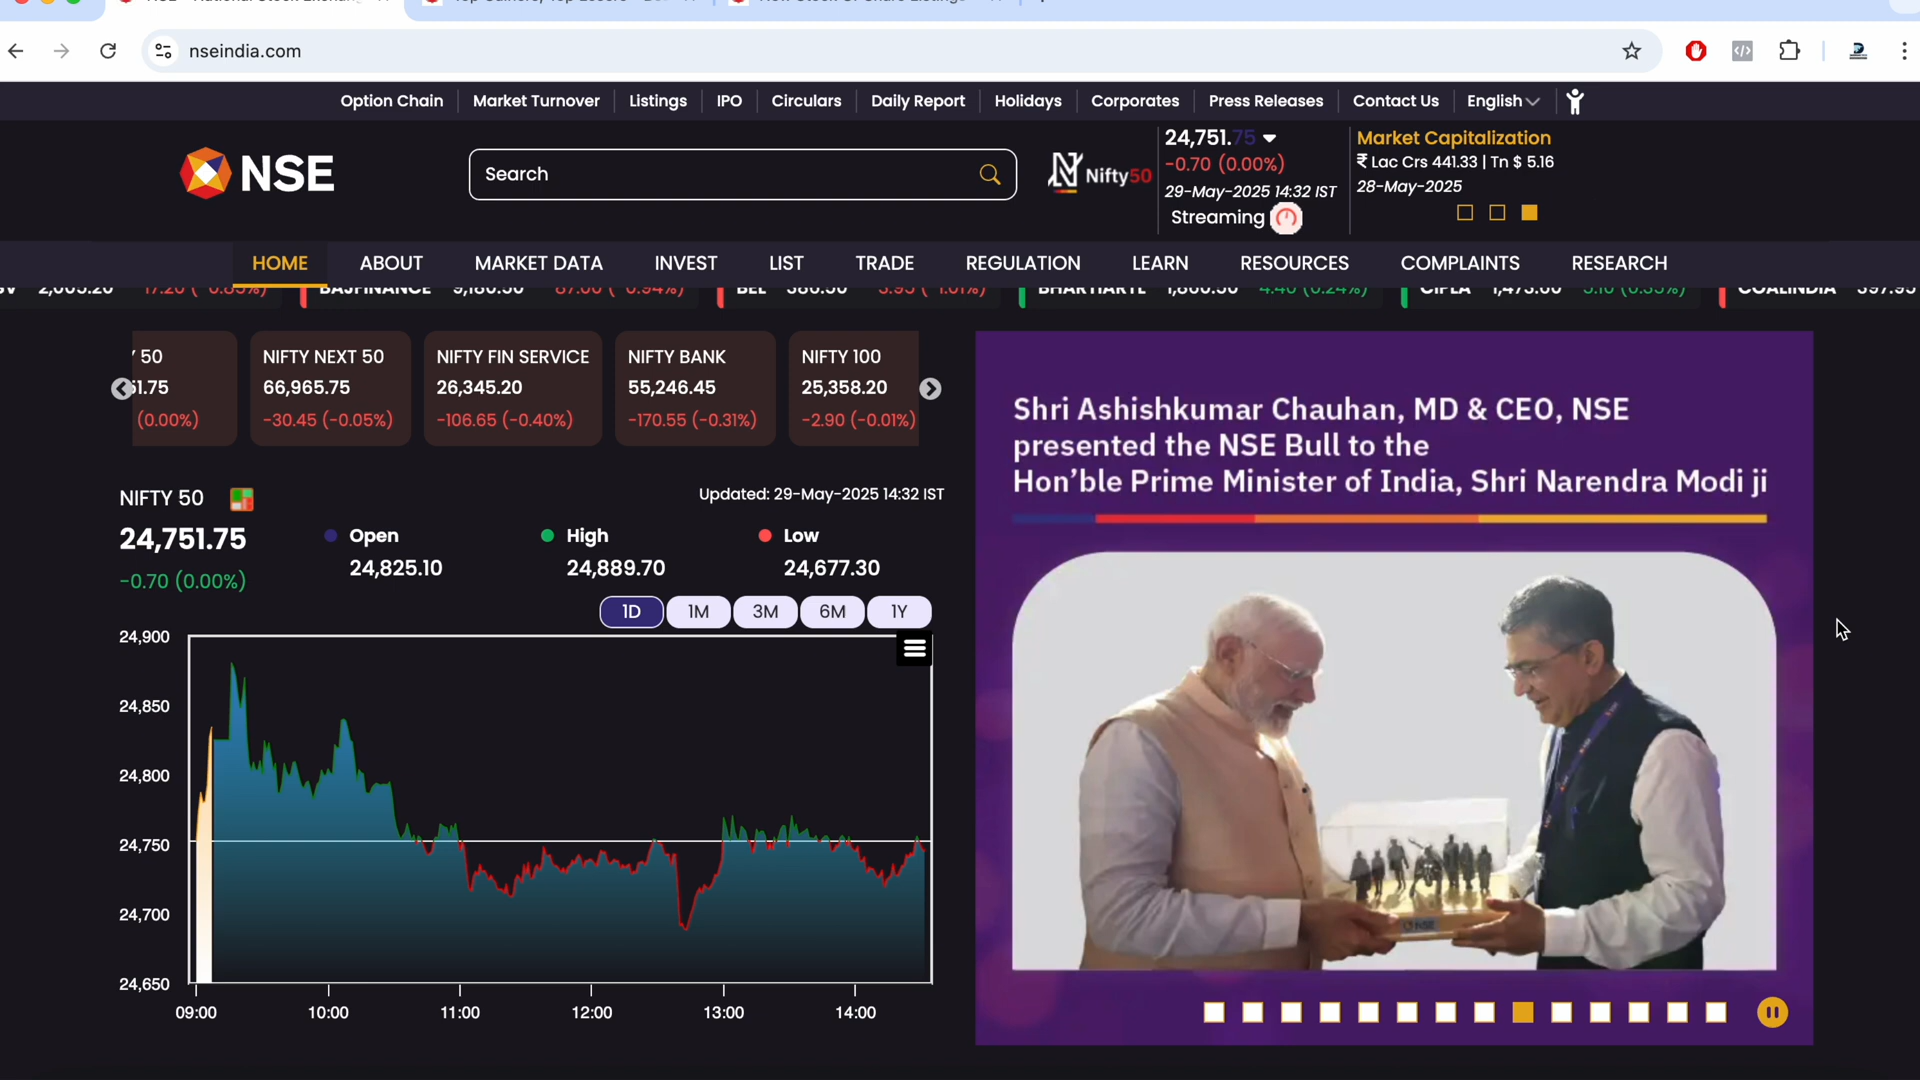 nseindia.com
Option Chain Market Turnover Listings IPO Circulars Daily Report Holidays Corporates Press Releases Contact Us English
NSE
Search
Nifty50
24,751.75
-0.70 (0.00%)
29-May-2025 14:32 IST
Streaming
Market Capitalization
₹ Lac Crs 441.33 | Tn $ 5.16
28-May-2025
HOME ABOUT MARKET DATA INVEST LIST TRADE REGULATION LEARN RESOURCES COMPLAINTS RESEARCH
BAJFINANCE BEL BHARTIARTL CIPLA COALINDIA
50
51.75
(0.00%)
NIFTY NEXT 50
66,965.75
-30.45 (-0.05%)
NIFTY FIN SERVICE
26,345.20
-106.65 (-0.40%)
NIFTY BANK
55,246.45
-170.55 (-0.31%)
NIFTY 100
25,358.20
-2.90 (-0.01%)
NIFTY 50
Updated: 29-May-2025 14:32 IST
24,751.75
-0.70 (0.00%)
Open
24,825.10
High
24,889.70
Low
24,677.30
1D 1M 3M 6M 1Y
24,900
24,850
24,800
24,750
24,700
24,650
09:00 10:00 11:00 12:00 13:00 14:00
Shri Ashishkumar Chauhan, MD & CEO, NSE
presented the NSE Bull to the
Hon’ble Prime Minister of India, Shri Narendra Modi ji
NSE